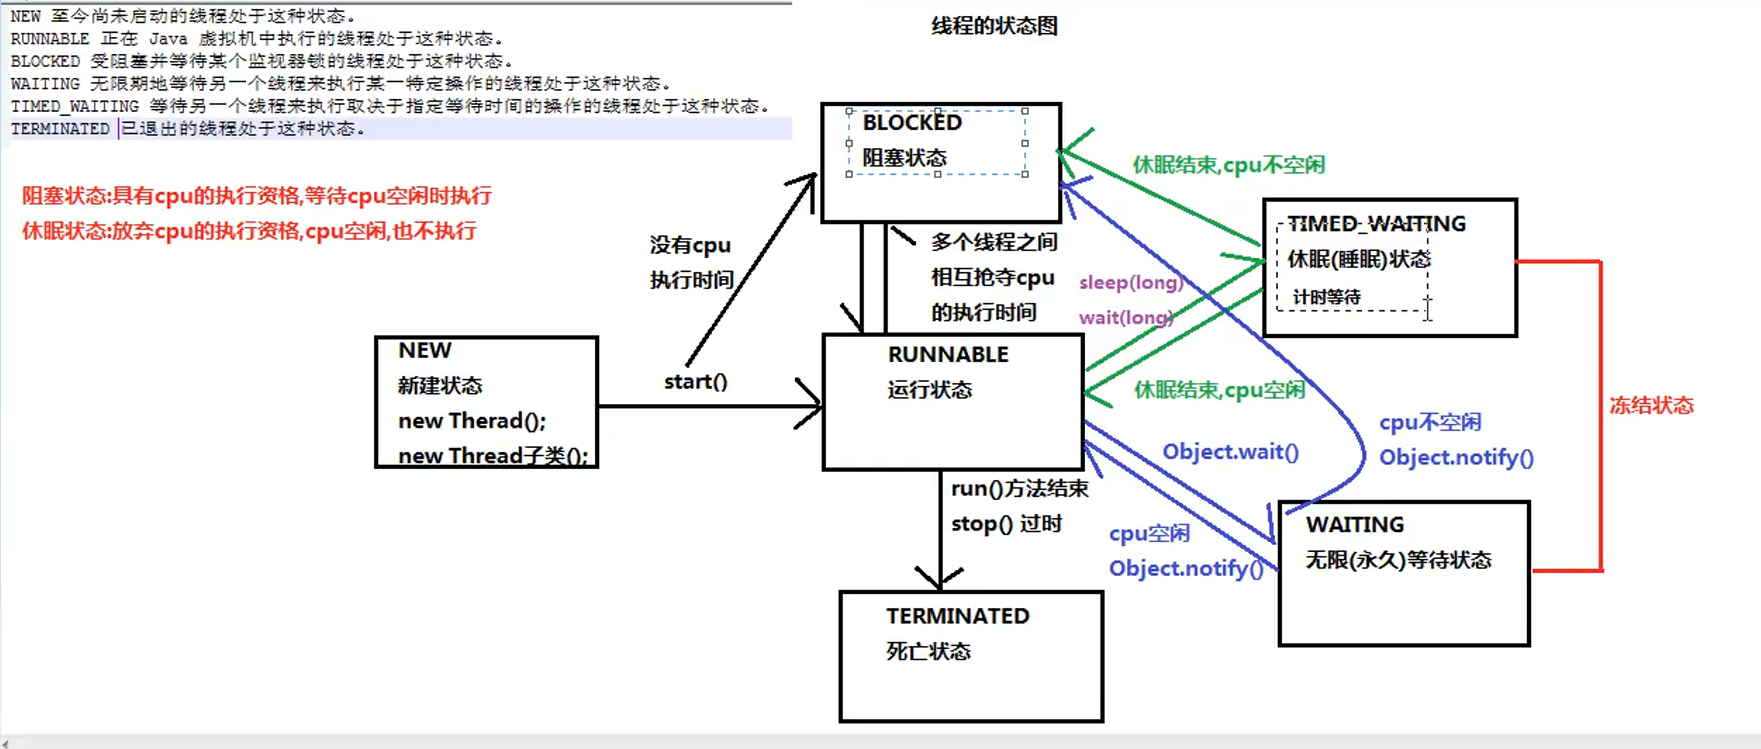 NEW 至今尚未启动的线程处于这种状态。
RUNNABLE 正在 Java 虚拟机中执行的线程处于这种状态。
BLOCKED 受阻塞并等待某个监视器锁的线程处于这种状态。
WAITING 无限期地等待另一个线程来执行某一特定操作的线程处于这种状态。
TIMED_WAITING 等待另一个线程来执行取决于指定等待时间的操作的线程处于这种状态。
TERMINATED 已退出的线程处于这种状态。
线程的状态图
阻塞状态:具有cpu的执行资格,等待cpu空闲时执行
休眠状态:放弃cpu的执行资格,cpu空闲,也不执行
BLOCKED
阻塞状态
休眠结束,cpu不空闲
TIMED_WAITING
休眠(睡眠)状态
计时等待
没有cpu
执行时间
多个线程之间
相互抢夺cpu
的执行时间
sleep(long)
wait(long)
NEW
新建状态
new Therad();
new Thread子类();
start()
RUNNABLE
运行状态
休眠结束,cpu空闲
冻结状态
cpu不空闲
Object.notify()
Object.wait()
run()方法结束
stop() 过时
cpu空闲
Object.notify()
WAITING
无限(永久)等待状态
TERMINATED
死亡状态